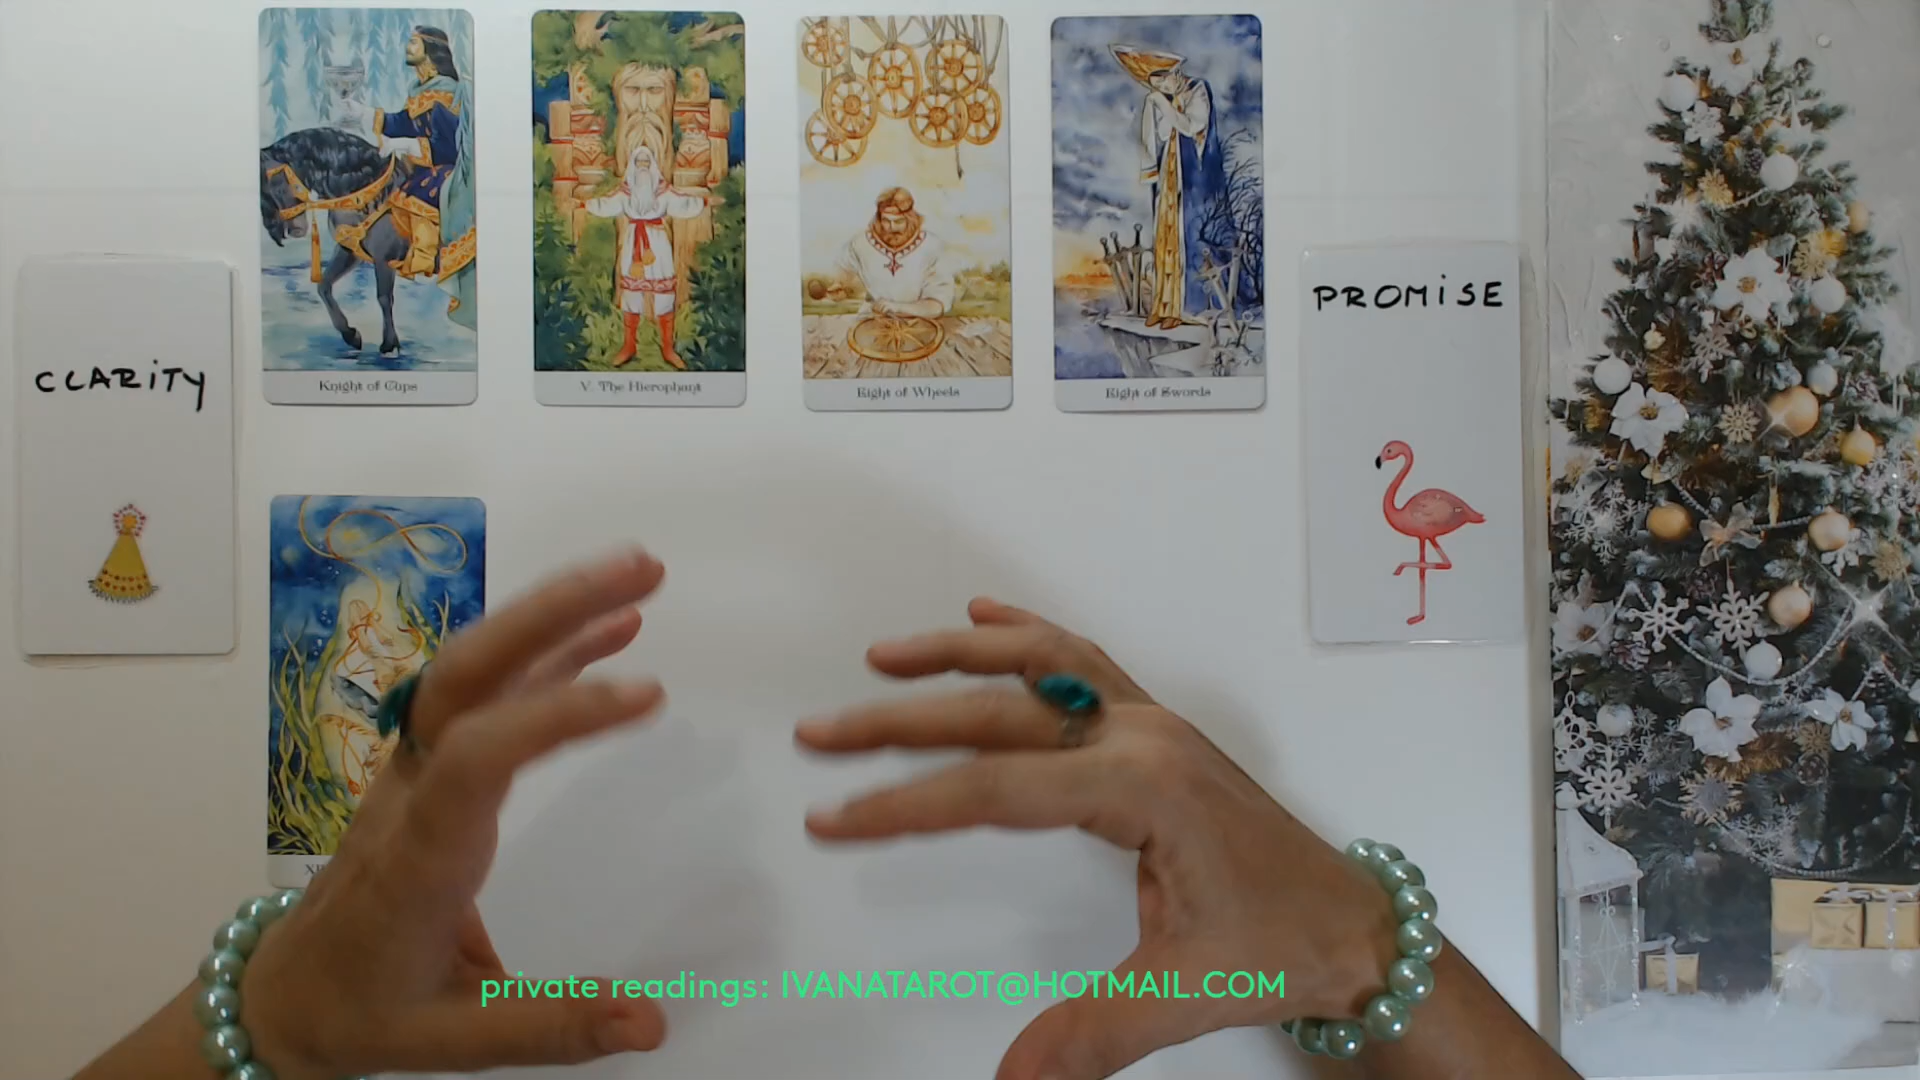 CLARITY
Knight of Cups
V. The Hierophant
Eight of Wheels
Eight of Swords
PROMISE
private readings: IVANATAROT@HOTMAIL.COM